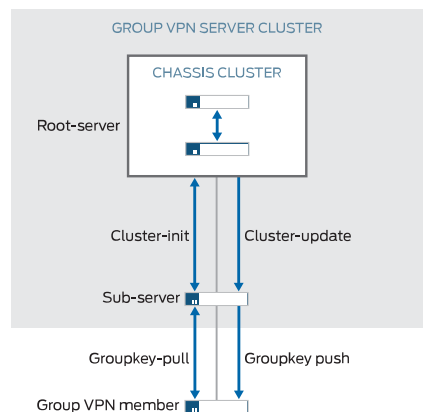 GROUP VPN SERVER CLUSTER
CHASSIS CLUSTER
Root-server
Cluster-init
Cluster-update
Sub-server
Groupkey-pull
Groupkey push
Group VPN member